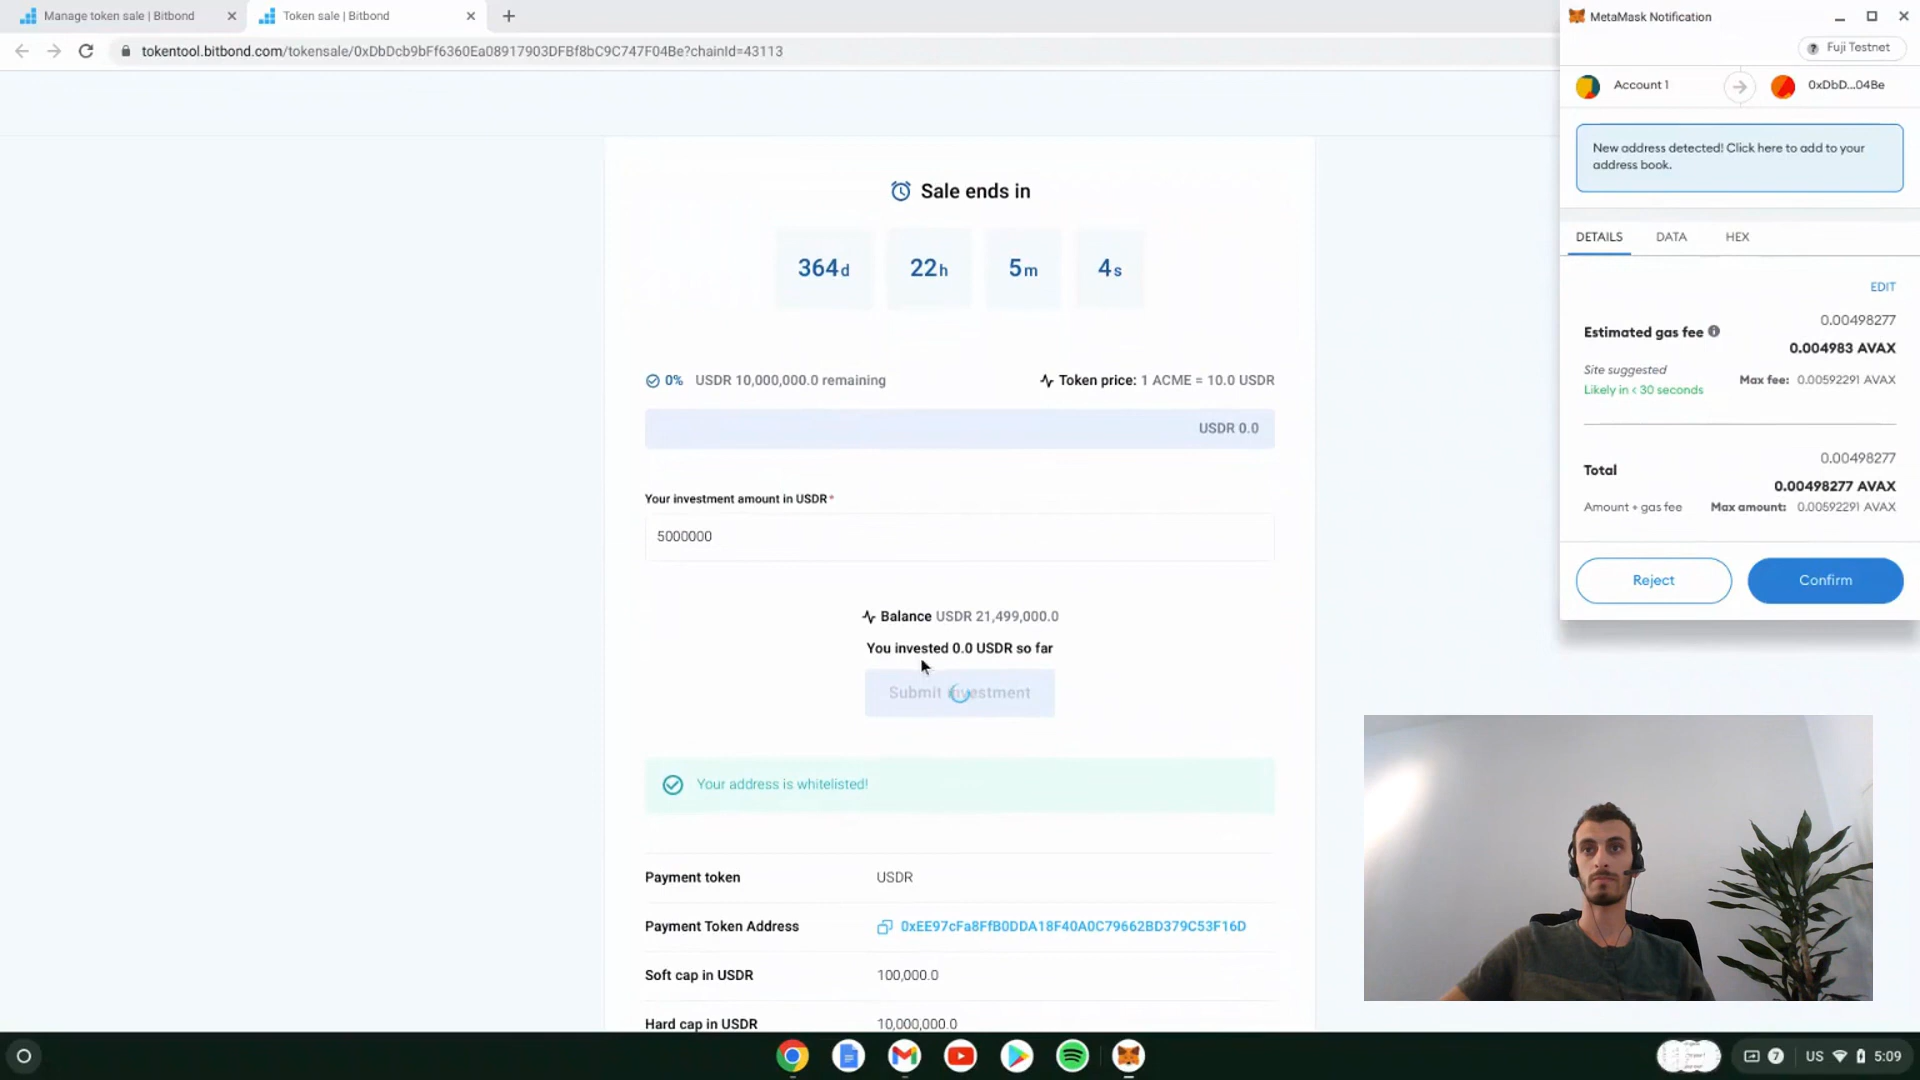 Manage token sale | Bitbond
Token sale | Bitbond
tokentool.bitbond.com/tokensale/0xDbDcb9bFf6360Ea08917903DFBf8bC9C747F04Be?chainId=43113
Sale ends in
364d 22h 5m 4s
0% USDR 10,000,000.0 remaining
Token price: 1 ACME = 10.0 USDR
USDR 0.0
Your investment amount in USDR*
5000000
Balance USDR 21,499,000.0
You invested 0.0 USDR so far
Submit investment
Your address is whitelisted!
Payment token USDR
Payment Token Address 0xEE97cFa8FfB0DDA18F40A0C79662BD379C53F16D
Soft cap in USDR 100,000.0
Hard cap in USDR 10,000,000.0
MetaMask Notification
Fuji Testnet
Account 1
0xDbD...04Be
New address detected! Click here to add to your
address book.
DETAILS DATA HEX
EDIT
0.00498277
Estimated gas fee
0.004983 AVAX
Site suggested
Likely in < 30 seconds
Max fee: 0.00592291 AVAX
0.00498277
Total
0.00498277 AVAX
Amount + gas fee Max amount: 0.00592291 AVAX
Reject Confirm
7 US 5:09